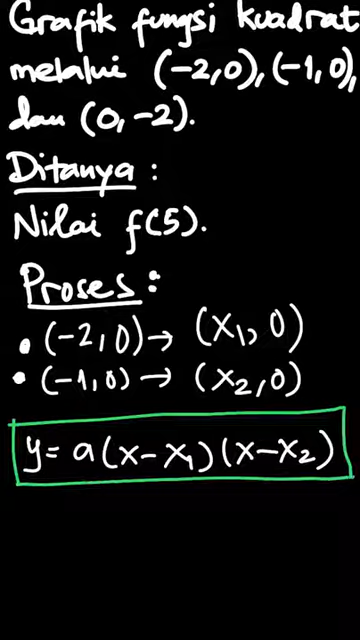 Grafik fungsi kuadrat
melalui (-2,0), (-1,0),
dan (0,-2).
Ditanya :
Nilai f(5).
Proses :
• (-2,0) → (x₁, 0)
• (-1,0) → (x₂, 0)
y = a(x-x₁)(x-x₂)